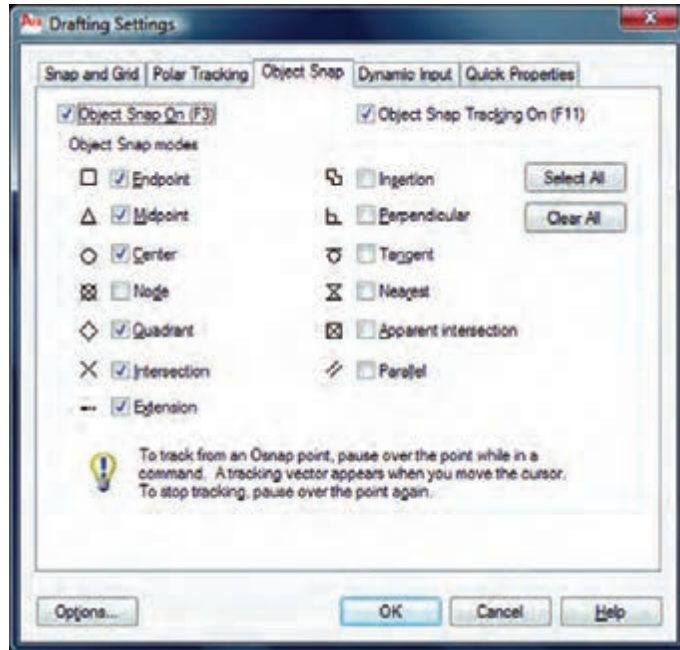 Drafting Settings
Snap and Grid Polar Tracking Object Snap Dynamic Input Quick Properties
Object Snap On (F3) Object Snap Tracking On (F11)
Object Snap modes
Endpoint Insertion Select All
Midpoint Perpendicular Clear All
Center Tangent
Node Nearest
Quadrant Apparent intersection
Intersection Parallel
Extension
To track from an Osnap point, pause over the point while in a
command. A tracking vector appears when you move the cursor.
To stop tracking, pause over the point again.
Options... OK Cancel Help